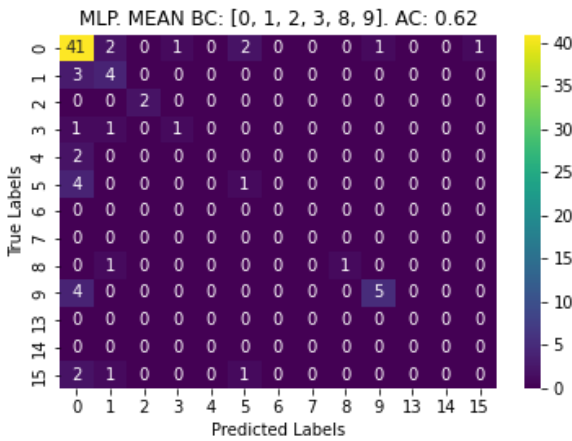 MLP. MEAN BC: [0, 1, 2, 3, 8, 9]. AC: 0.62
True Labels
0 41 2 0 1 0 2 0 0 0 1 0 0 1
1 3 4 0 0 0 0 0 0 0 0 0 0 0
2 0 0 2 0 0 0 0 0 0 0 0 0 0
3 1 1 0 1 0 0 0 0 0 0 0 0 0
4 2 0 0 0 0 0 0 0 0 0 0 0 0
5 4 0 0 0 0 1 0 0 0 0 0 0 0
6 0 0 0 0 0 0 0 0 0 0 0 0 0
7 0 0 0 0 0 0 0 0 0 0 0 0 0
8 0 1 0 0 0 0 0 0 1 0 0 0 0
9 4 0 0 0 0 0 0 0 0 5 0 0 0
13 0 0 0 0 0 0 0 0 0 0 0 0 0
14 0 0 0 0 0 0 0 0 0 0 0 0 0
15 2 1 0 0 0 1 0 0 0 0 0 0 0
0 1 2 3 4 5 6 7 8 9 13 14 15
Predicted Labels
40
35
30
25
20
15
10
5
0